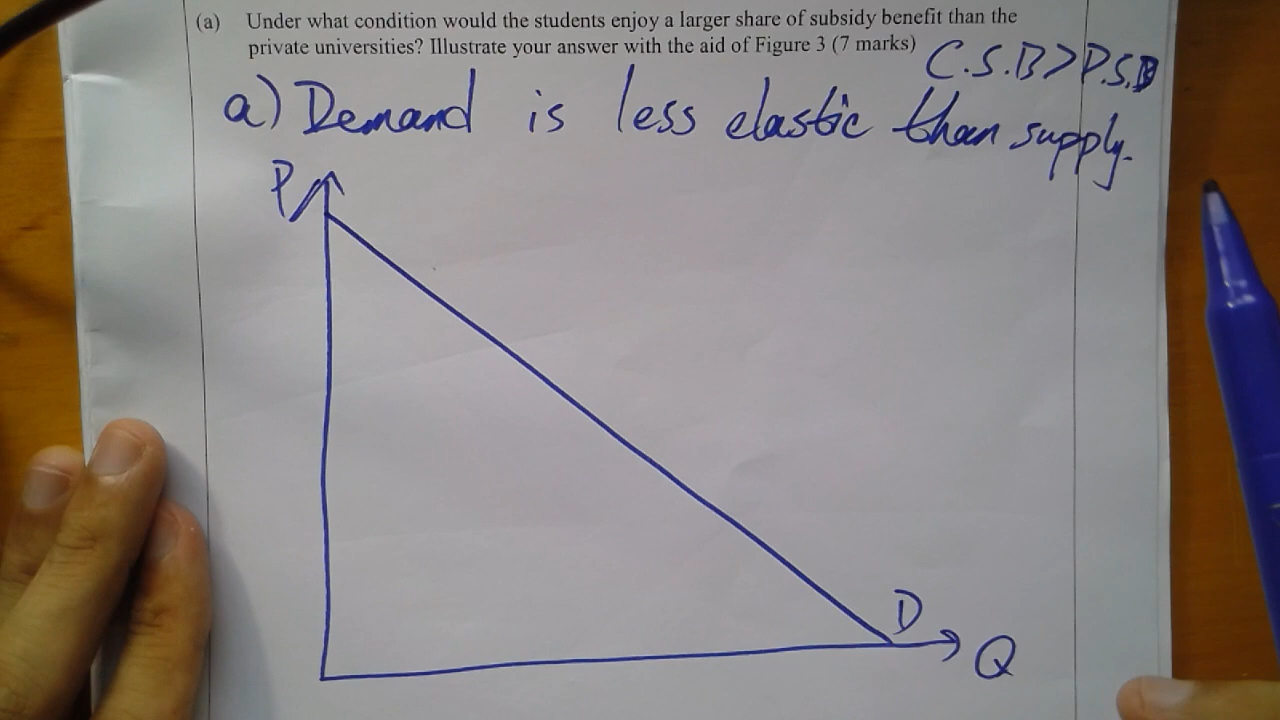 (a) Under what condition would the students enjoy a larger share of subsidy benefit than the
private universities? Illustrate your answer with the aid of Figure 3 (7 marks)
C.S.B>P.S.B
a) Demand is less elastic than supply.
P
D
Q